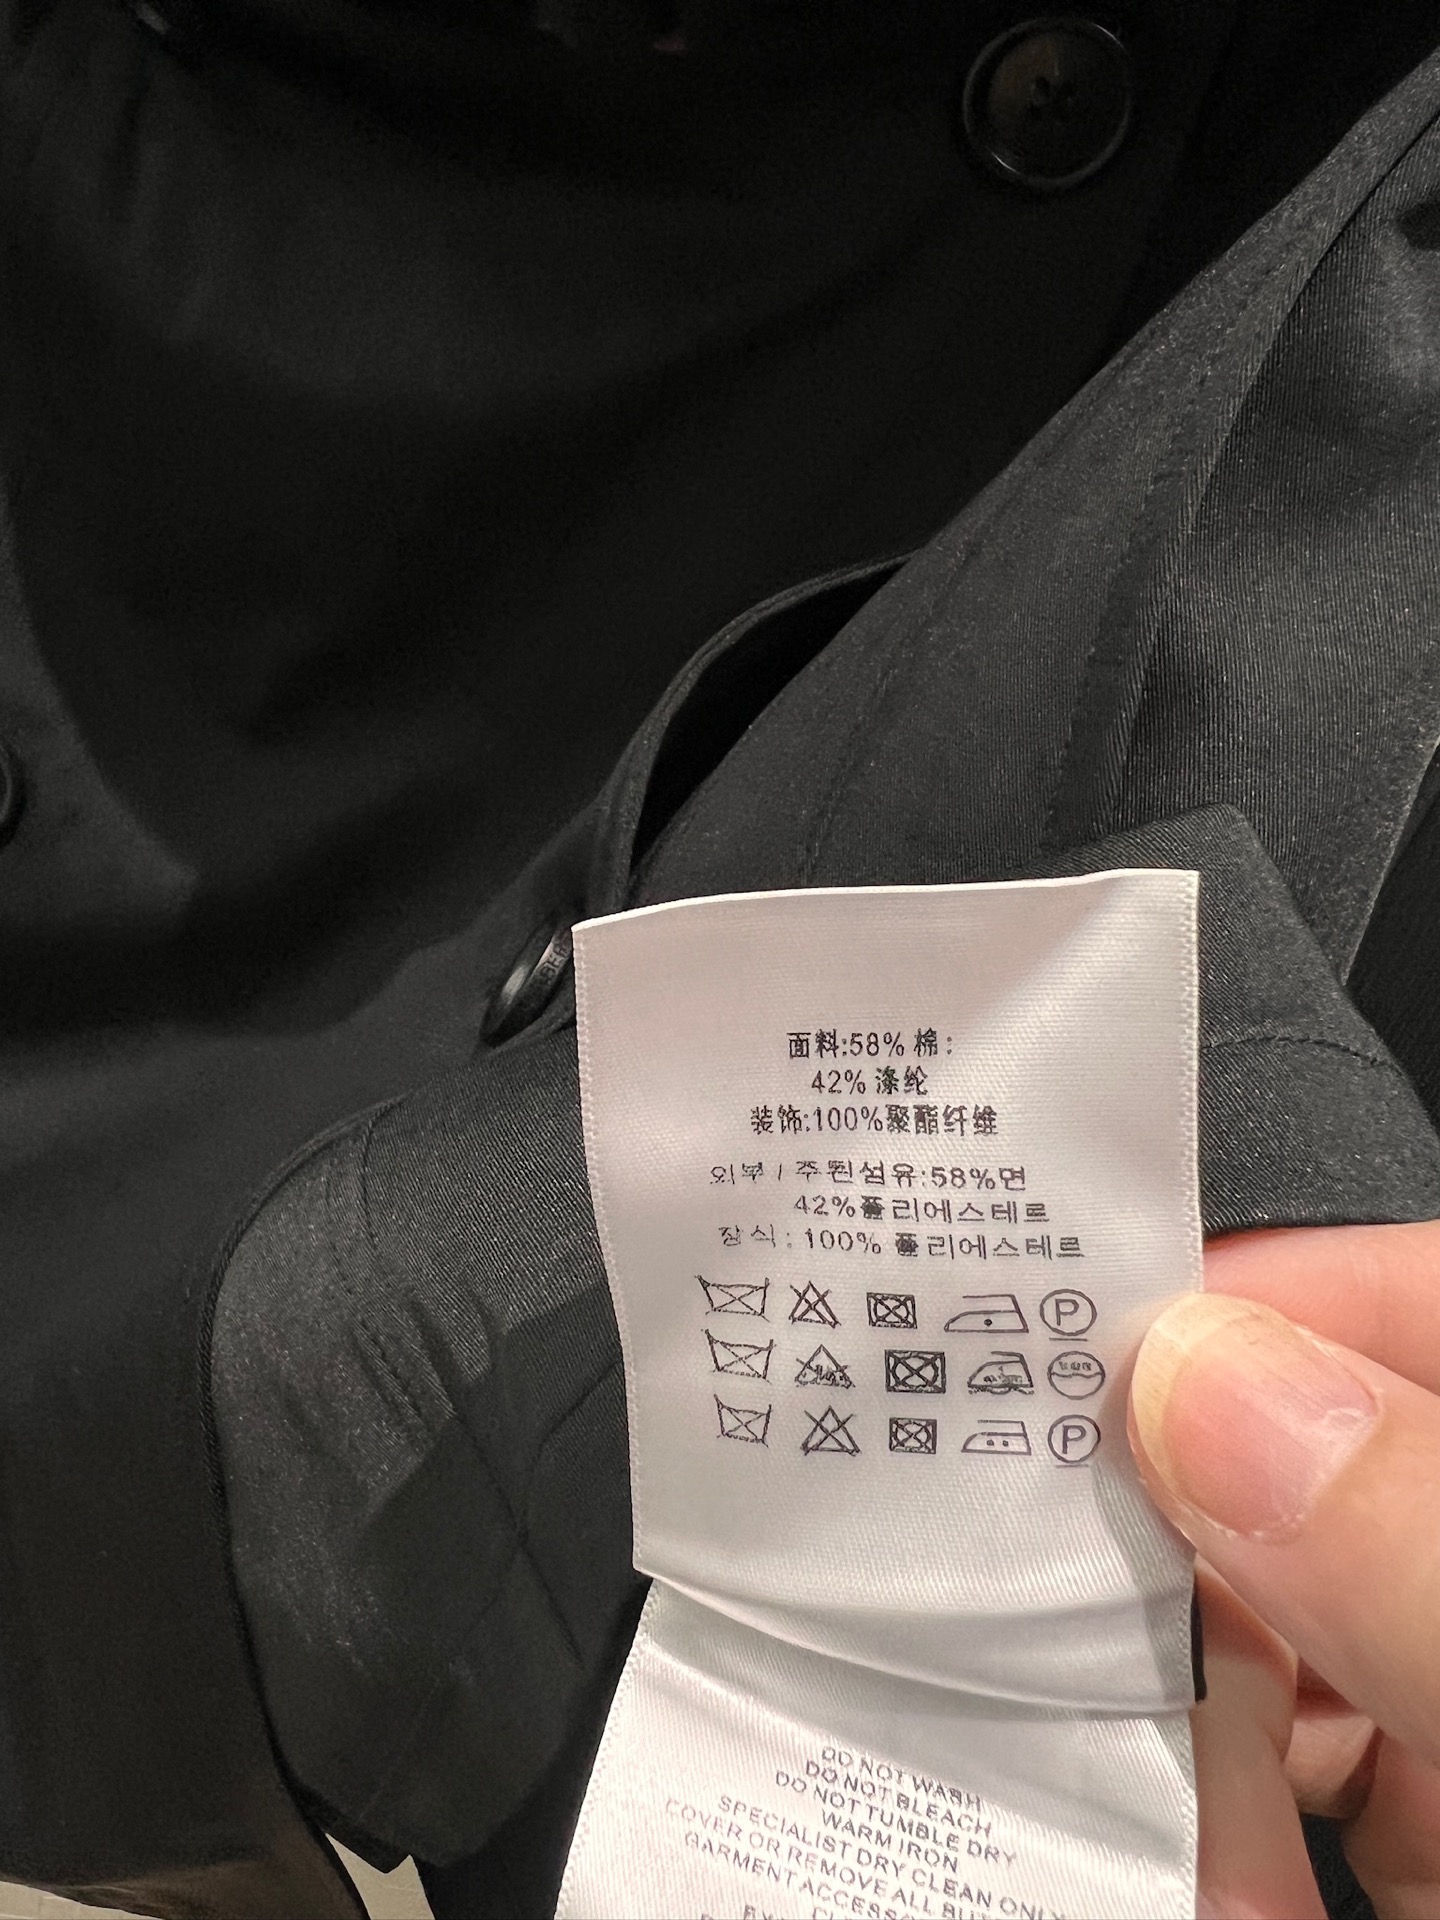 面料:58% 棉:
42% 涤纶
装饰:100%聚酯纤维
외부 / 주된섬유:58%면
42%폴리에스테르
장식: 100% 폴리에스테르
P
P
DO NOT WASH
DO NOT BLEACH
DO NOT TUMBLE DRY
WARM IRON
SPECIALIST DRY CLEAN ONLY
COVER OR REMOVE ALL
GARMENT